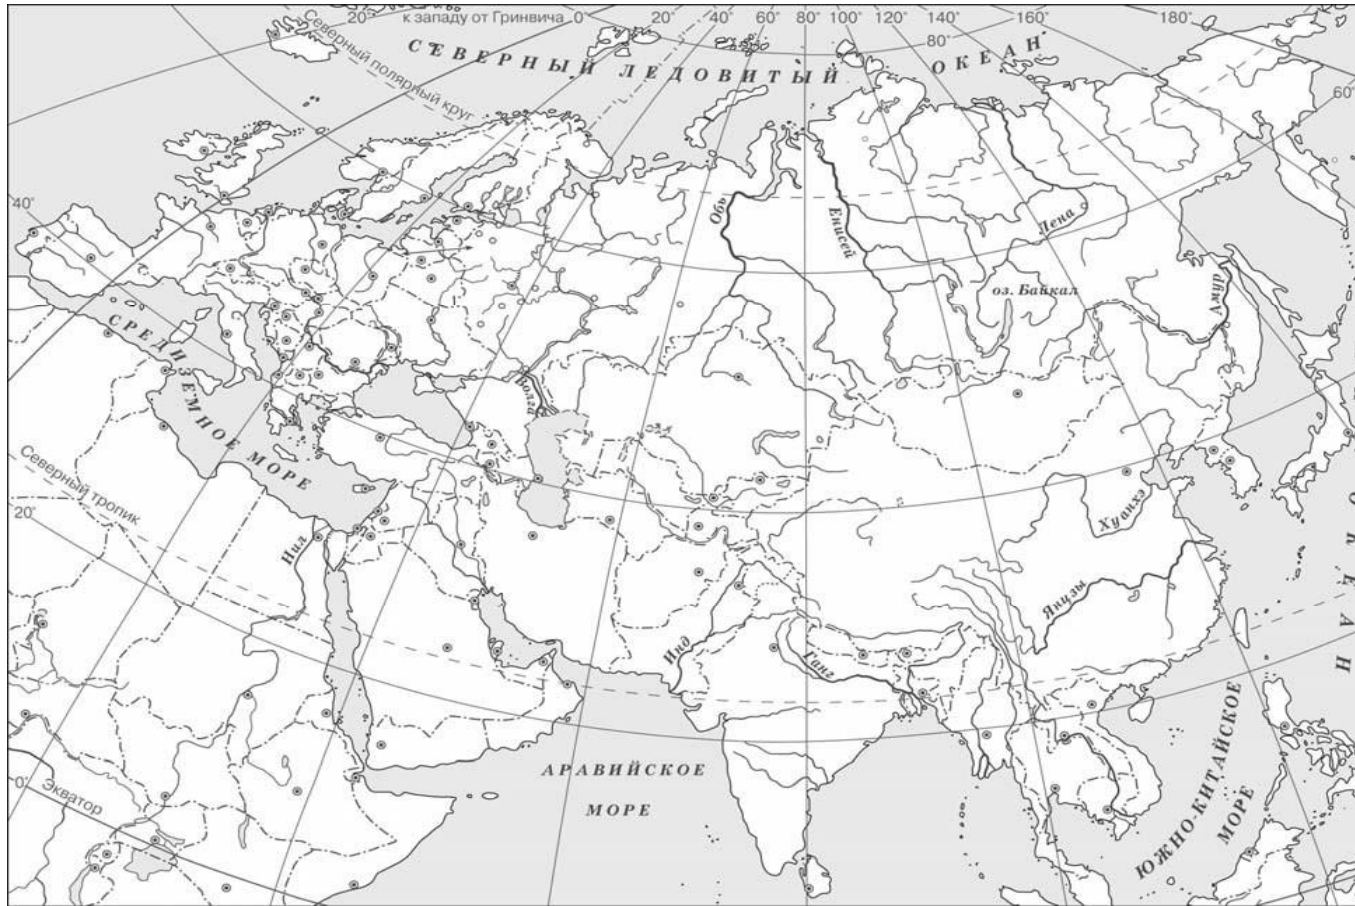 20° к западу от Гринвича 0° 20° 40° 60° 80° 100° 120° 140° 160° 180°
80°
60°
СЕВЕРНЫЙ ЛЕДОВИТЫЙ ОКЕАН
Северный полярный круг
40°
Обь
Енисей
Лена
оз. Байкал
Амур
СРЕДИЗЕМНОЕ МОРЕ
Волга
Северный тропик
20°
Нил
Хуанхэ
Янцзы
Инд
Ганг
ОКЕАН
АРАВИЙСКОЕ
МОРЕ
ЮЖНО-КИТАЙСКОЕ
МОРЕ
0°
Экватор